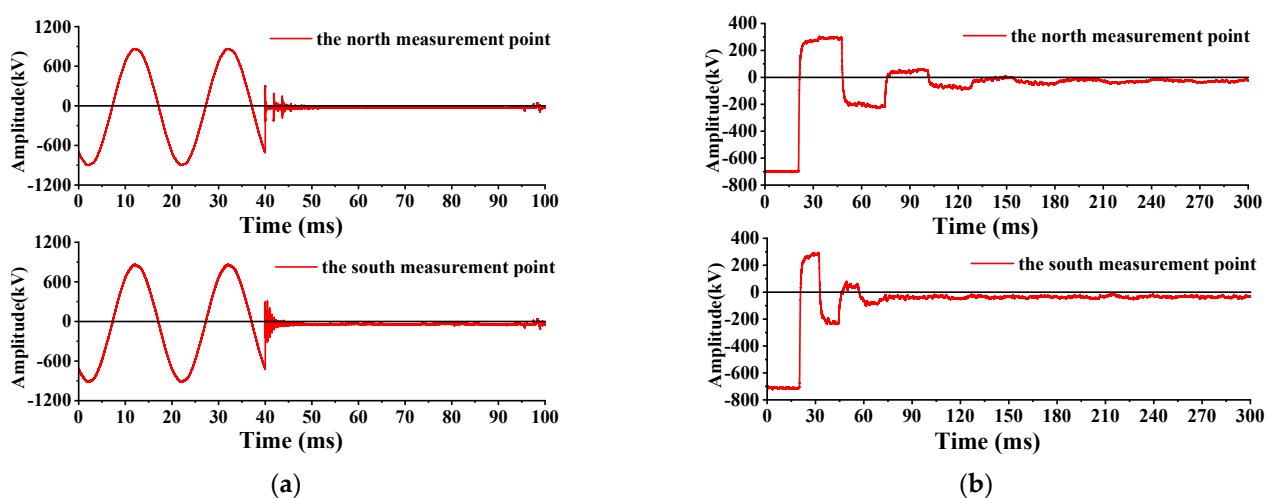 1200
600
0
-600
-1200
Amplitude(kV)
the north measurement point
0 10 20 30 40 50 60 70 80 90 100
Time (ms)
1200
600
0
-600
-1200
Amplitude(kV)
the south measurement point
0 10 20 30 40 50 60 70 80 90 100
Time (ms)
(a)
400
200
0
-200
-400
-600
-800
Amplitude(kV)
the north measurement point
0 30 60 90 120 150 180 210 240 270 300
Time (ms)
400
200
0
-200
-400
-600
-800
Amplitude(kV)
the south measurement point
0 30 60 90 120 150 180 210 240 270 300
Time (ms)
(b)